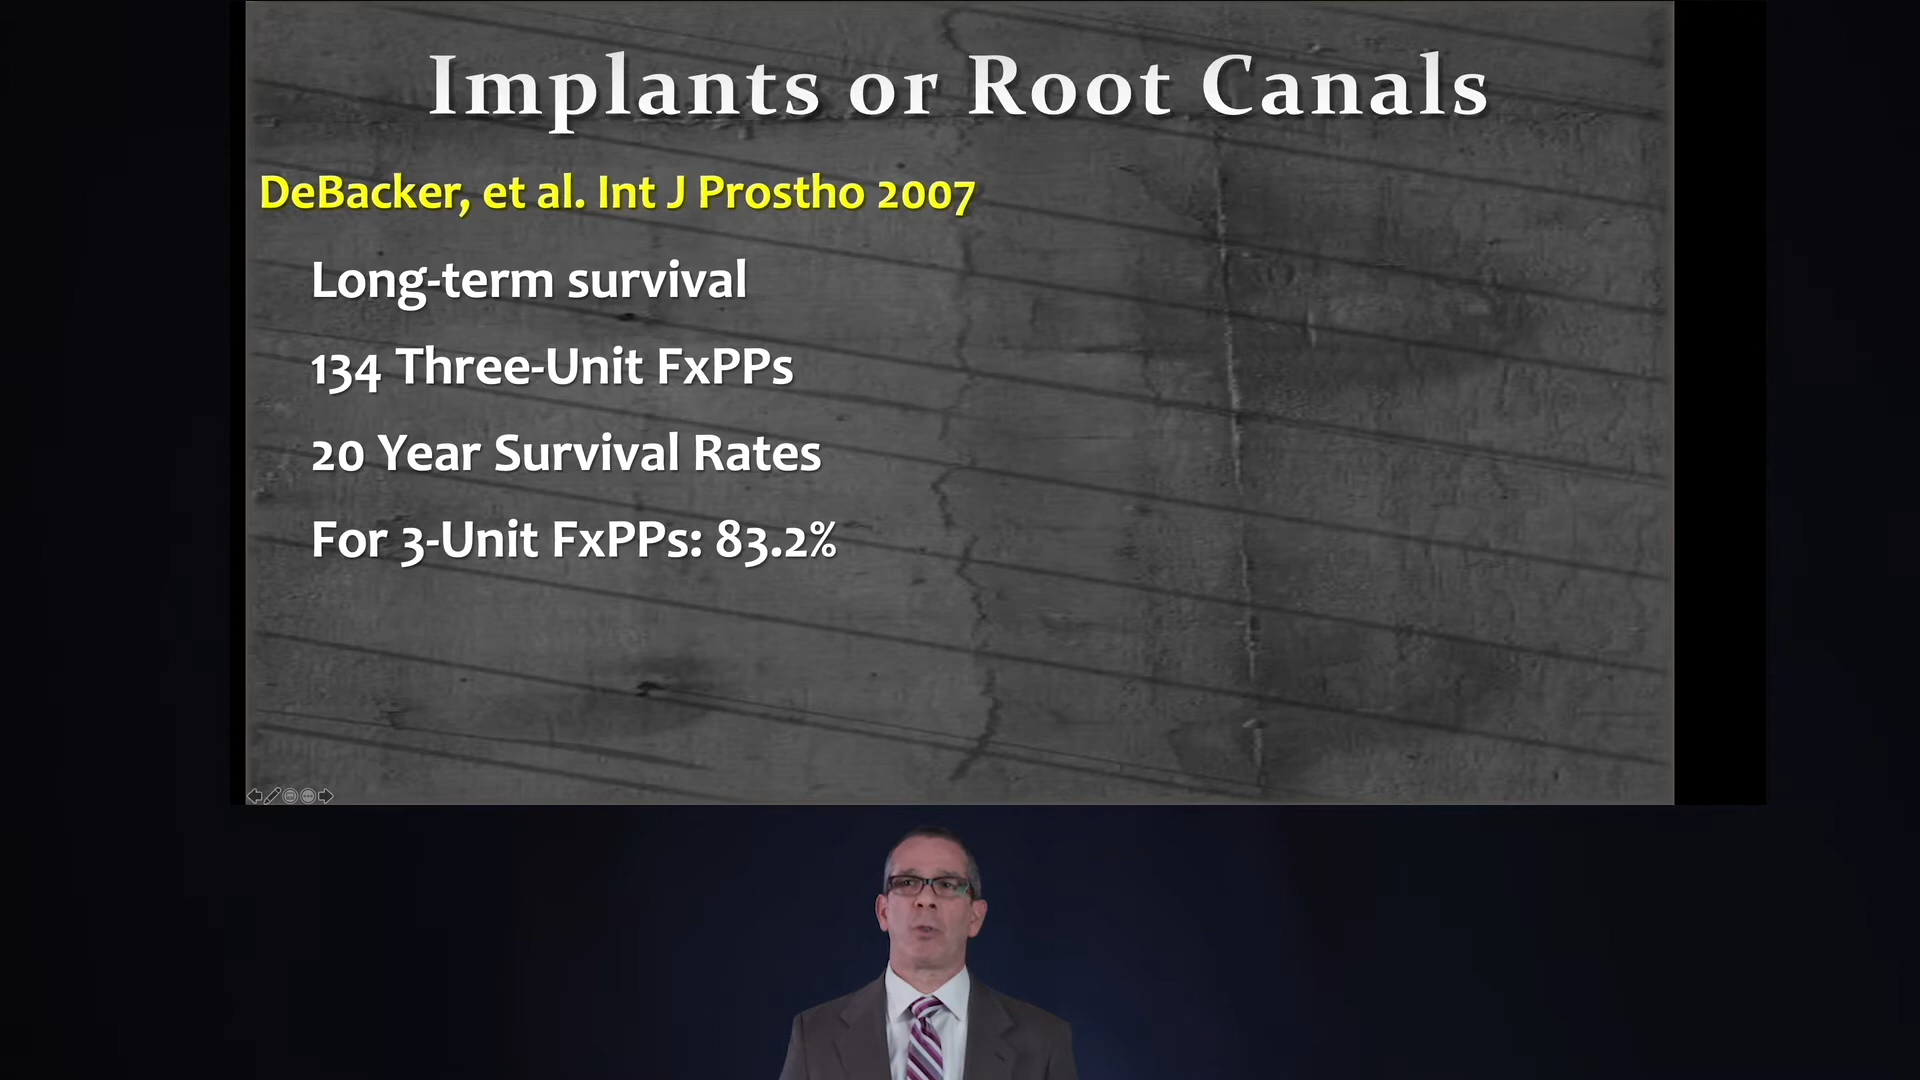 Implants or Root Canals
DeBacker, et al. Int J Prostho 2007
Long-term survival
134 Three-Unit FxPPs
20 Year Survival Rates
For 3-Unit FxPPs: 83.2%